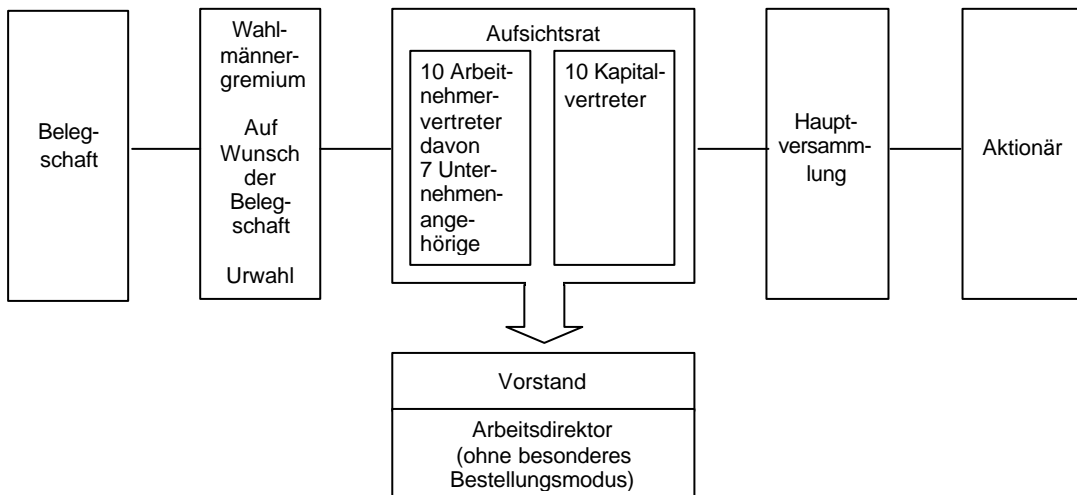 Beleg-
schaft
Wahl-
männer-
gremium
Auf
Wunsch
der
Beleg-
schaft
Urwahl
Aufsichtsrat
10 Arbeit-
nehmer-
vertreter
davon
7 Unter-
nehmen-
ange-
hörige
10 Kapital-
vertreter
Haupt-
versamm-
lung
Aktionär
Vorstand
Arbeitsdirektor
(ohne besonderes
Bestellungsmodus)